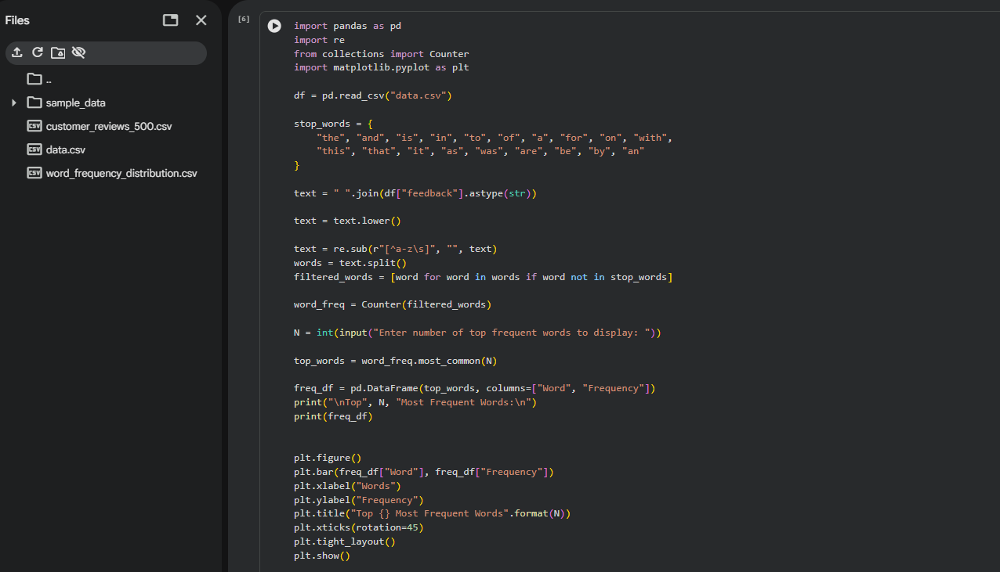 Files
..
sample_data
customer_reviews_500.csv
data.csv
word_frequency_distribution.csv
[6]
import pandas as pd
import re
from collections import Counter
import matplotlib.pyplot as plt
df = pd.read_csv("data.csv")
stop_words = {
    "the", "and", "is", "in", "to", "of", "a", "for", "on", "with",
    "this", "that", "it", "as", "was", "are", "be", "by", "an"
}
text = " ".join(df["feedback"].astype(str))
text = text.lower()
text = re.sub(r"[^a-z\s]", "", text)
words = text.split()
filtered_words = [word for word in words if word not in stop_words]
word_freq = Counter(filtered_words)
N = int(input("Enter number of top frequent words to display: "))
top_words = word_freq.most_common(N)
freq_df = pd.DataFrame(top_words, columns=["Word", "Frequency"])
print("\nTop", N, "Most Frequent Words:\n")
print(freq_df)
plt.figure()
plt.bar(freq_df["Word"], freq_df["Frequency"])
plt.xlabel("Words")
plt.ylabel("Frequency")
plt.title("Top {} Most Frequent Words".format(N))
plt.xticks(rotation=45)
plt.tight_layout()
plt.show()